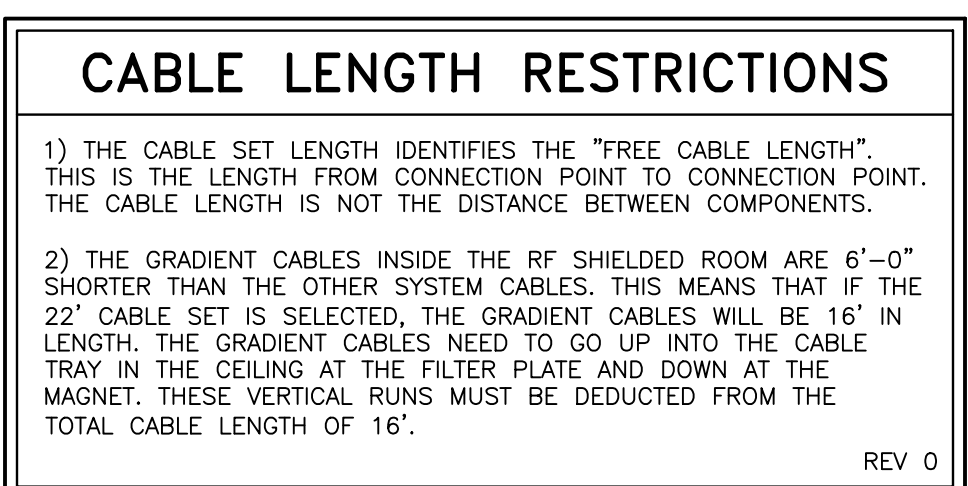 CABLE LENGTH RESTRICTIONS
1) THE CABLE SET LENGTH IDENTIFIES THE "FREE CABLE LENGTH".
THIS IS THE LENGTH FROM CONNECTION POINT TO CONNECTION POINT.
THE CABLE LENGTH IS NOT THE DISTANCE BETWEEN COMPONENTS.
2) THE GRADIENT CABLES INSIDE THE RF SHIELDED ROOM ARE 6'-0"
SHORTER THAN THE OTHER SYSTEM CABLES. THIS MEANS THAT IF THE
22' CABLE SET IS SELECTED, THE GRADIENT CABLES WILL BE 16' IN
LENGTH. THE GRADIENT CABLES NEED TO GO UP INTO THE CABLE
TRAY IN THE CEILING AT THE FILTER PLATE AND DOWN AT THE
MAGNET. THESE VERTICAL RUNS MUST BE DEDUCTED FROM THE
TOTAL CABLE LENGTH OF 16'.
REV 0